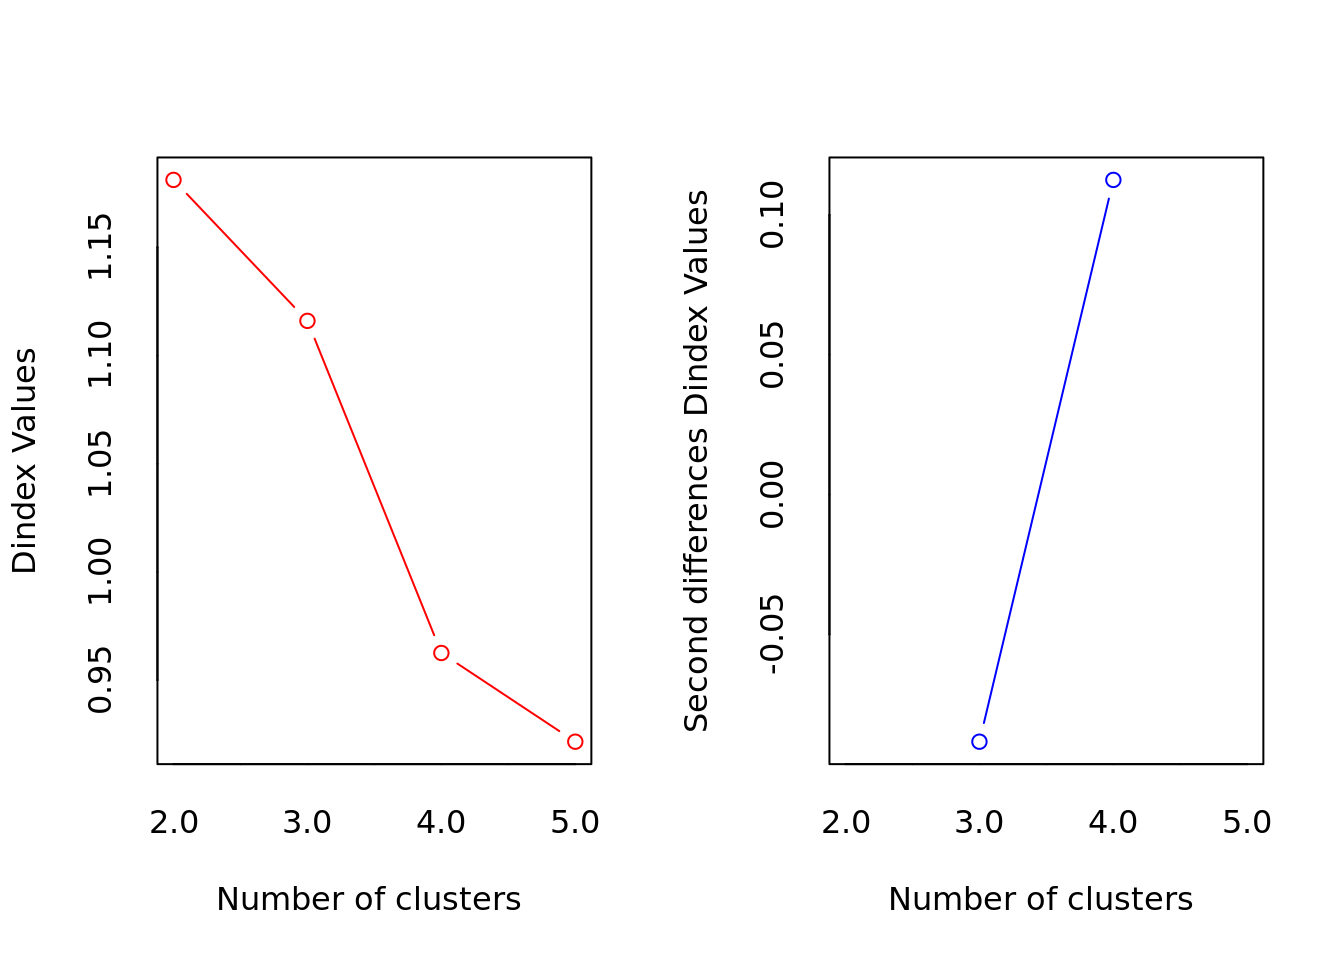 Dindex Values
1.15
1.10
1.05
1.00
0.95
2.0 3.0 4.0 5.0
Number of clusters
Second differences Dindex Values
0.10
0.05
0.00
-0.05
2.0 3.0 4.0 5.0
Number of clusters